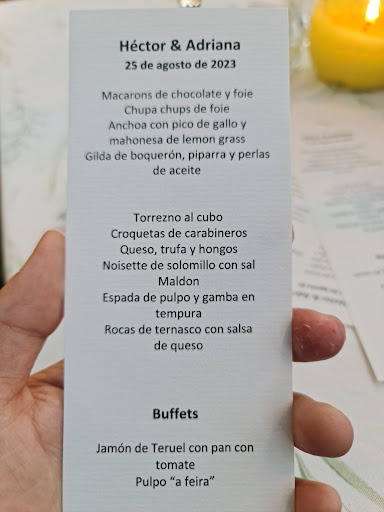 Héctor & Adriana
25 de agosto de 2023
Macarons de chocolate y foie
Chupa chups de foie
Anchoa con pico de gallo y
mahonesa de lemon grass
Gilda de boquerón, piparra y perlas
de aceite
Torrezno al cubo
Croquetas de carabineros
Queso, trufa y hongos
Noisette de solomillo con sal
Maldon
Espada de pulpo y gamba en
tempura
Rocas de ternasco con salsa
de queso
Buffets
Jamón de Teruel con pan con
tomate
Pulpo “a feira”